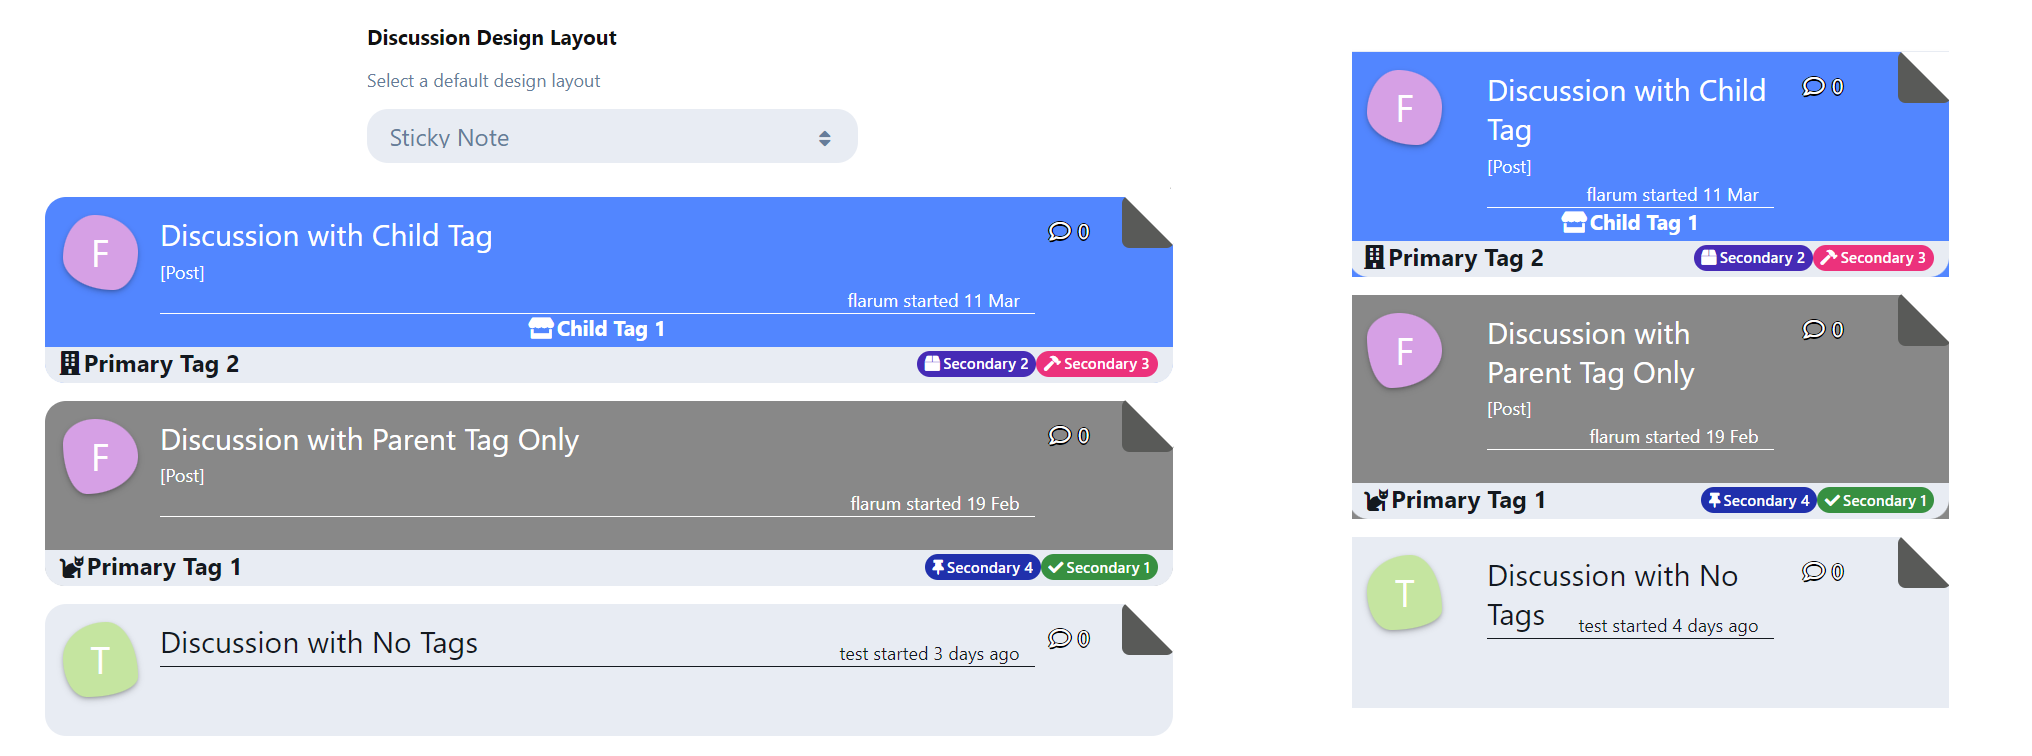 Discussion Design Layout
Select a default design layout
Sticky Note
F
Discussion with Child Tag
0
[Post]
flarum started 11 Mar
Child Tag 1
Primary Tag 2
Secondary 2
Secondary 3
F
Discussion with Parent Tag Only
0
[Post]
flarum started 19 Feb
Primary Tag 1
Secondary 4
Secondary 1
T
Discussion with No Tags
test started 3 days ago
0
F
Discussion with Child
Tag
0
[Post]
flarum started 11 Mar
Child Tag 1
Primary Tag 2
Secondary 2
Secondary 3
F
Discussion with
Parent Tag Only
0
[Post]
flarum started 19 Feb
Primary Tag 1
Secondary 4
Secondary 1
T
Discussion with No
Tags
0
test started 4 days ago